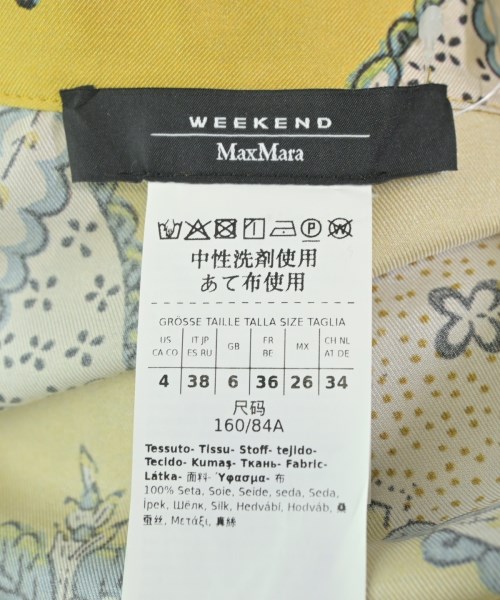 WEEKEND
MaxMara
中性洗剤使用
あて布使用
GRÖSSE TAILLE TALLA SIZE TAGLIA
US CA CO | IT JP ES RU | GB | FR BE | MX | CH NL AT DE
4 | 38 | 6 | 36 | 26 | 34
尺码
160/84A
Tessuto- Tissu- Stoff- tejido-
Tecido- Kumaş- Ткань- Fabric-
Látka- 面料- Ύφασμα- 布
100% Seta, Soie, Seide, seda, Seda,
İpek, Шёлк, Silk, Hedvábí, Hodváb, 桑
蚕丝, Μετάξι, 真絲